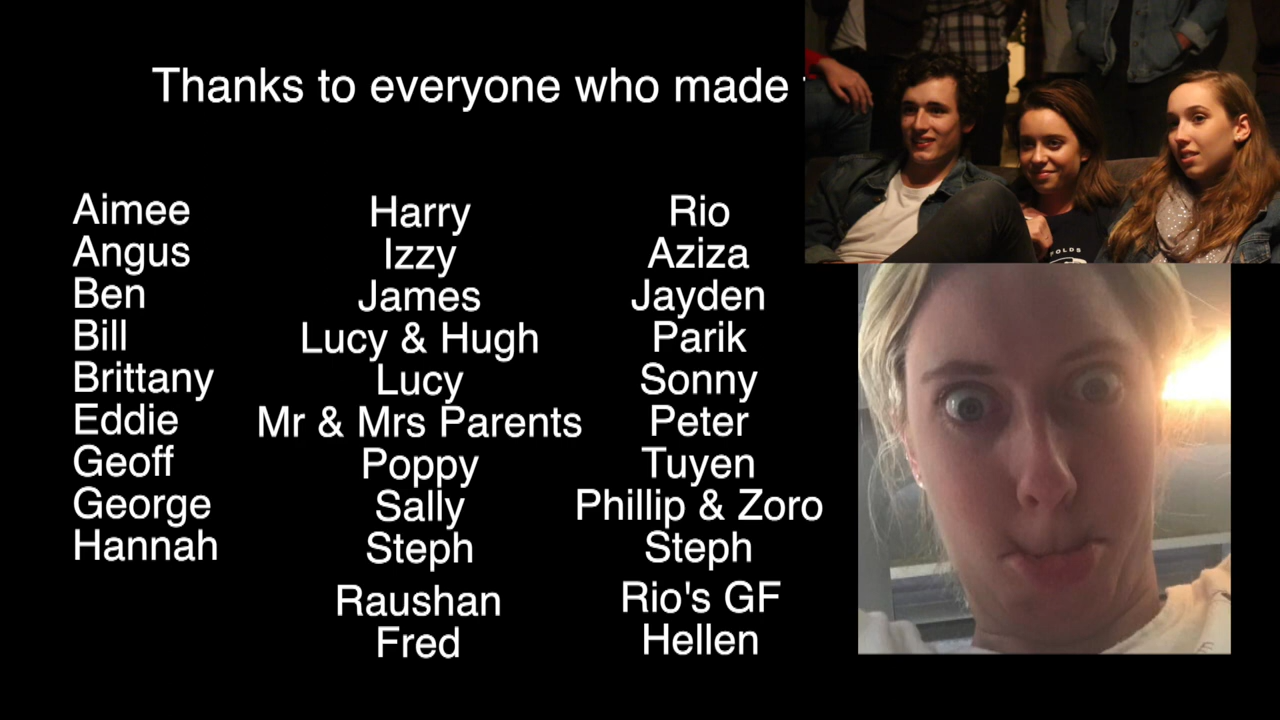 Thanks to everyone who made
Aimee
Angus
Ben
Bill
Brittany
Eddie
Geoff
George
Hannah
Harry
Izzy
James
Lucy & Hugh
Lucy
Mr & Mrs Parents
Poppy
Sally
Steph
Raushan
Fred
Rio
Aziza
Jayden
Parik
Sonny
Peter
Tuyen
Phillip & Zoro
Steph
Rio's GF
Hellen
FOLDS